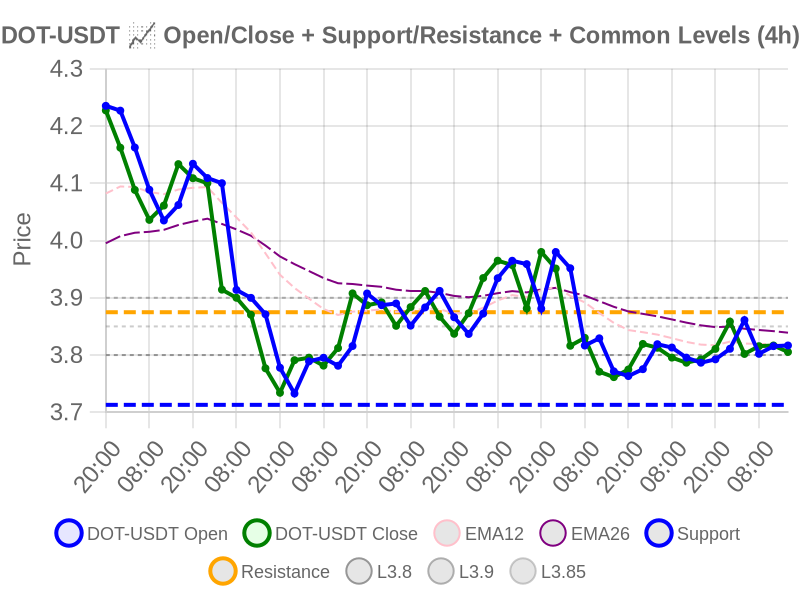 DOT-USDT 📈 Open/Close + Support/Resistance + Common Levels (4h)
4.3
4.2
4.1
4.0
3.9
3.8
3.7
Price
20:00 08:00 20:00 08:00 20:00 08:00 20:00 08:00 20:00 08:00 20:00 08:00 20:00 08:00 20:00 08:00
DOT-USDT Open DOT-USDT Close EMA12 EMA26 Support
Resistance L3.8 L3.9 L3.85